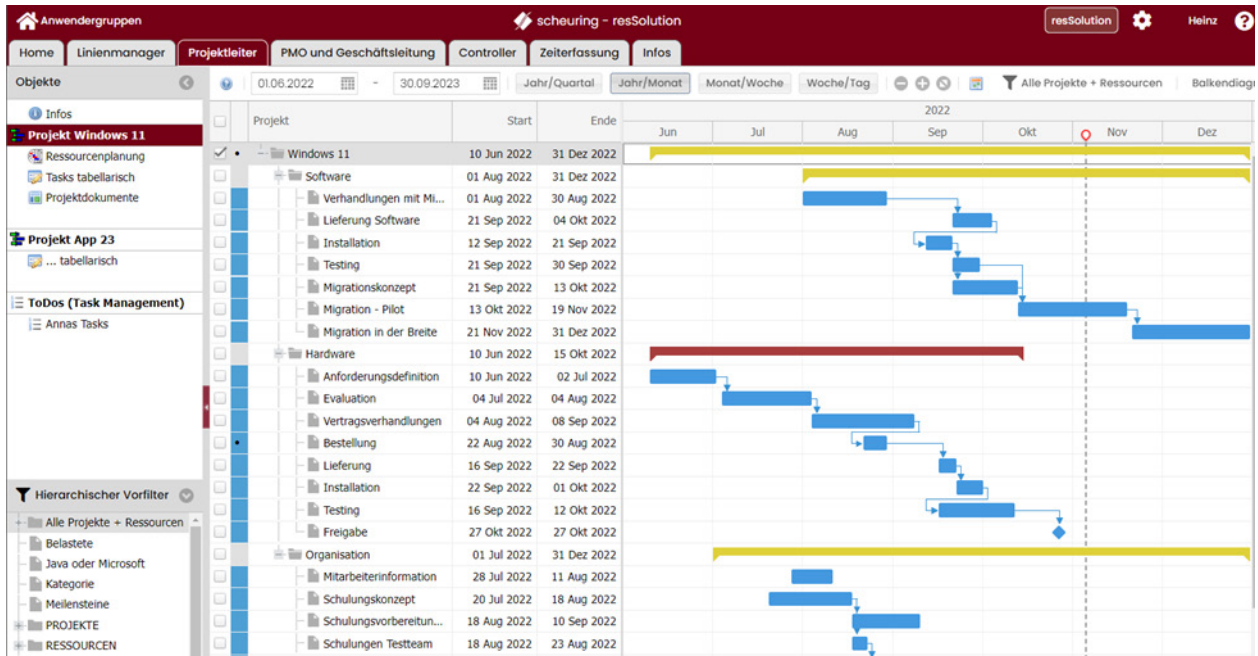 Anwendergruppen
scheuring - resSolution
resSolution
Heinz
Home
Linienmanager
Projektleiter
PMO und Geschäftsleitung
Controller
Zeiterfassung
Infos
Objekte
01.06.2022 - 30.09.2023
Jahr/Quartal
Jahr/Monat
Monat/Woche
Woche/Tag
Alle Projekte + Ressourcen
Balkendiagr
Infos
Projekt Windows 11
Ressourcenplanung
Tasks tabellarisch
Projektdokumente
Projekt App 23
... tabellarisch
ToDos (Task Management)
Annas Tasks
Hierarchischer Vorfilter
Alle Projekte + Ressourcen
Belastete
Java oder Microsoft
Kategorie
Meilensteine
PROJEKTE
RESSOURCEN
Projekt Start Ende
2022
Jun Jul Aug Sep Okt Nov Dez
Windows 11 10 Jun 2022 31 Dez 2022
Software 01 Aug 2022 31 Dez 2022
Verhandlungen mit Mi... 01 Aug 2022 30 Aug 2022
Lieferung Software 21 Sep 2022 04 Okt 2022
Installation 12 Sep 2022 21 Sep 2022
Testing 21 Sep 2022 30 Sep 2022
Migrationskonzept 21 Sep 2022 13 Okt 2022
Migration - Pilot 13 Okt 2022 19 Nov 2022
Migration in der Breite 21 Nov 2022 31 Dez 2022
Hardware 10 Jun 2022 15 Okt 2022
Anforderungsdefinition 10 Jun 2022 02 Jul 2022
Evaluation 04 Jul 2022 04 Aug 2022
Vertragsverhandlungen 04 Aug 2022 08 Sep 2022
Bestellung 22 Aug 2022 30 Aug 2022
Lieferung 16 Sep 2022 22 Sep 2022
Installation 22 Sep 2022 01 Okt 2022
Testing 16 Sep 2022 12 Okt 2022
Freigabe 27 Okt 2022 27 Okt 2022
Organisation 01 Jul 2022 31 Dez 2022
Mitarbeiterinformation 28 Jul 2022 11 Aug 2022
Schulungskonzept 20 Jul 2022 18 Aug 2022
Schulungsvorbereitun... 18 Aug 2022 10 Sep 2022
Schulungen Testteam 18 Aug 2022 23 Aug 2022